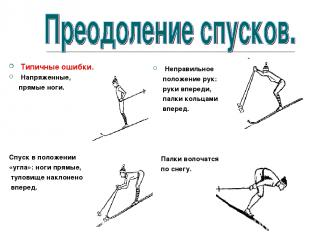 Преодоление спусков.
Типичные ошибки.
Напряженные,
прямые ноги.
Неправильное
положение рук:
руки впереди,
палки кольцами
вперед.
Спуск в положении
«угла»: ноги прямые,
туловище наклонено
вперед.
Палки волочатся
по снегу.